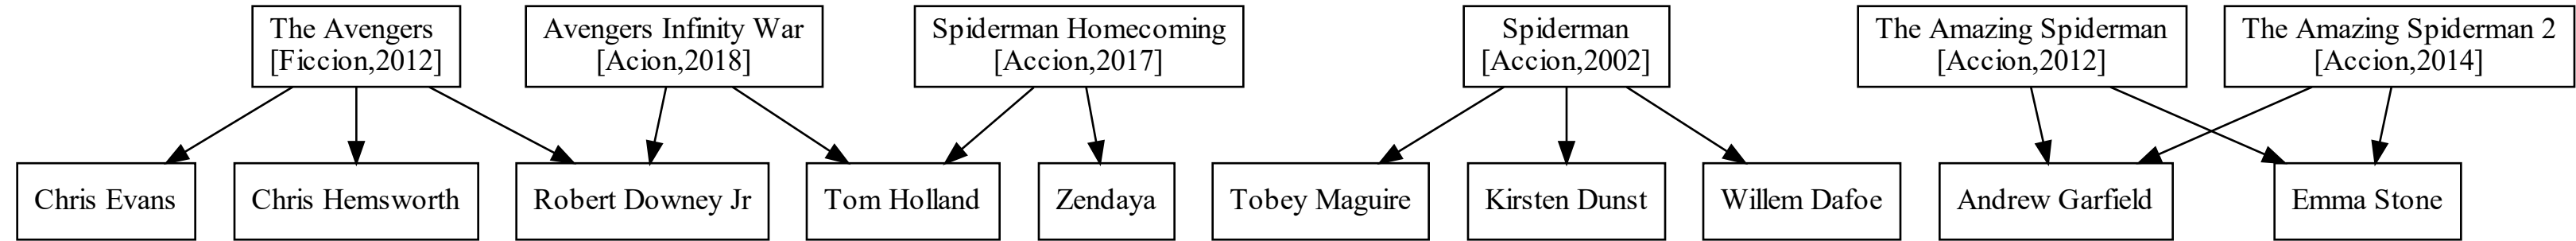 The Avengers
[Ficcion,2012]
Avengers Infinity War
[Acion,2018]
Spiderman Homecoming
[Accion,2017]
Spiderman
[Accion,2002]
The Amazing Spiderman
[Accion,2012]
The Amazing Spiderman 2
[Accion,2014]
Chris Evans
Chris Hemsworth
Robert Downey Jr
Tom Holland
Zendaya
Tobey Maguire
Kirsten Dunst
Willem Dafoe
Andrew Garfield
Emma Stone